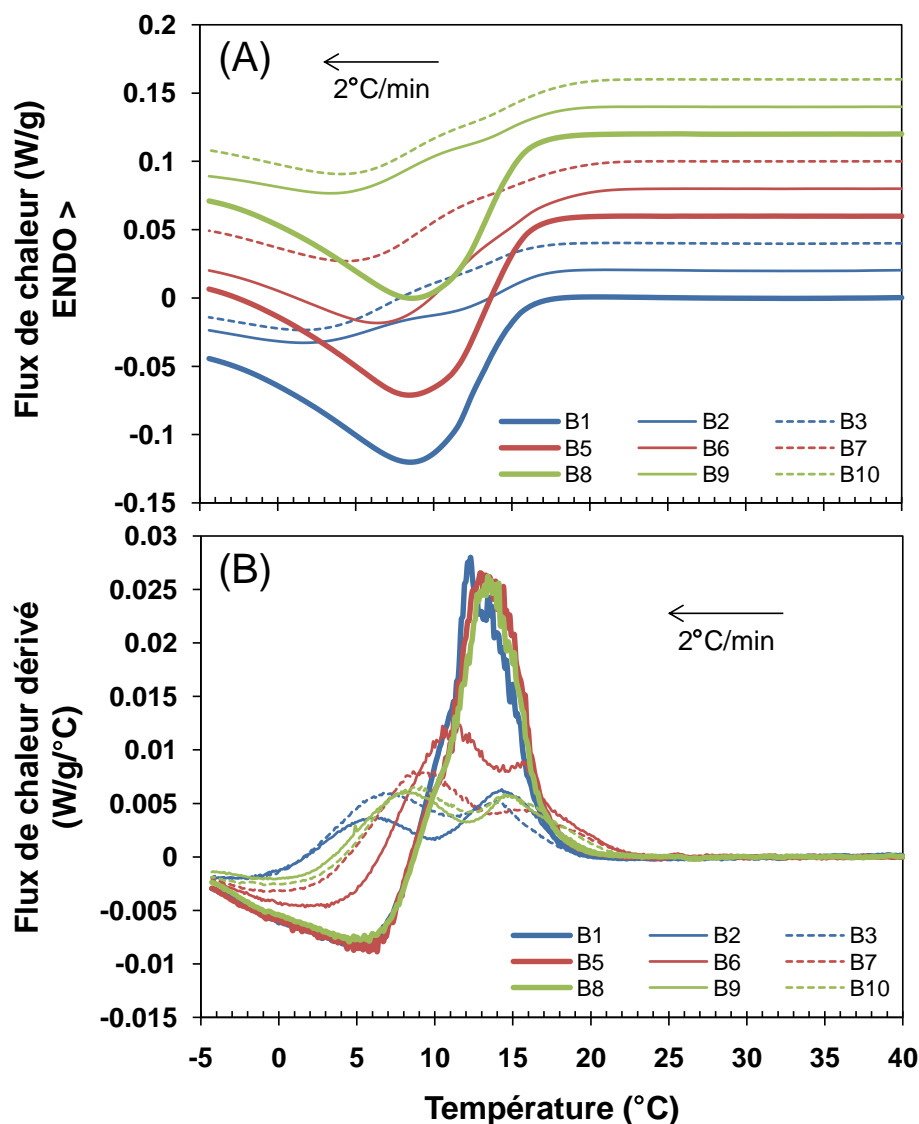 0.2
0.15
0.1
0.05
0
-0.05
-0.1
-0.15
Flux de chaleur (W/g)
ENDO >
(A)
2°C/min
B1 B2 B3
B5 B6 B7
B8 B9 B10
0.03
0.025
0.02
0.015
0.01
0.005
0
-0.005
-0.01
-0.015
Flux de chaleur dérivé
(W/g/°C)
(B)
2°C/min
B1 B2 B3
B5 B6 B7
B8 B9 B10
-5 0 5 10 15 20 25 30 35 40
Température (°C)